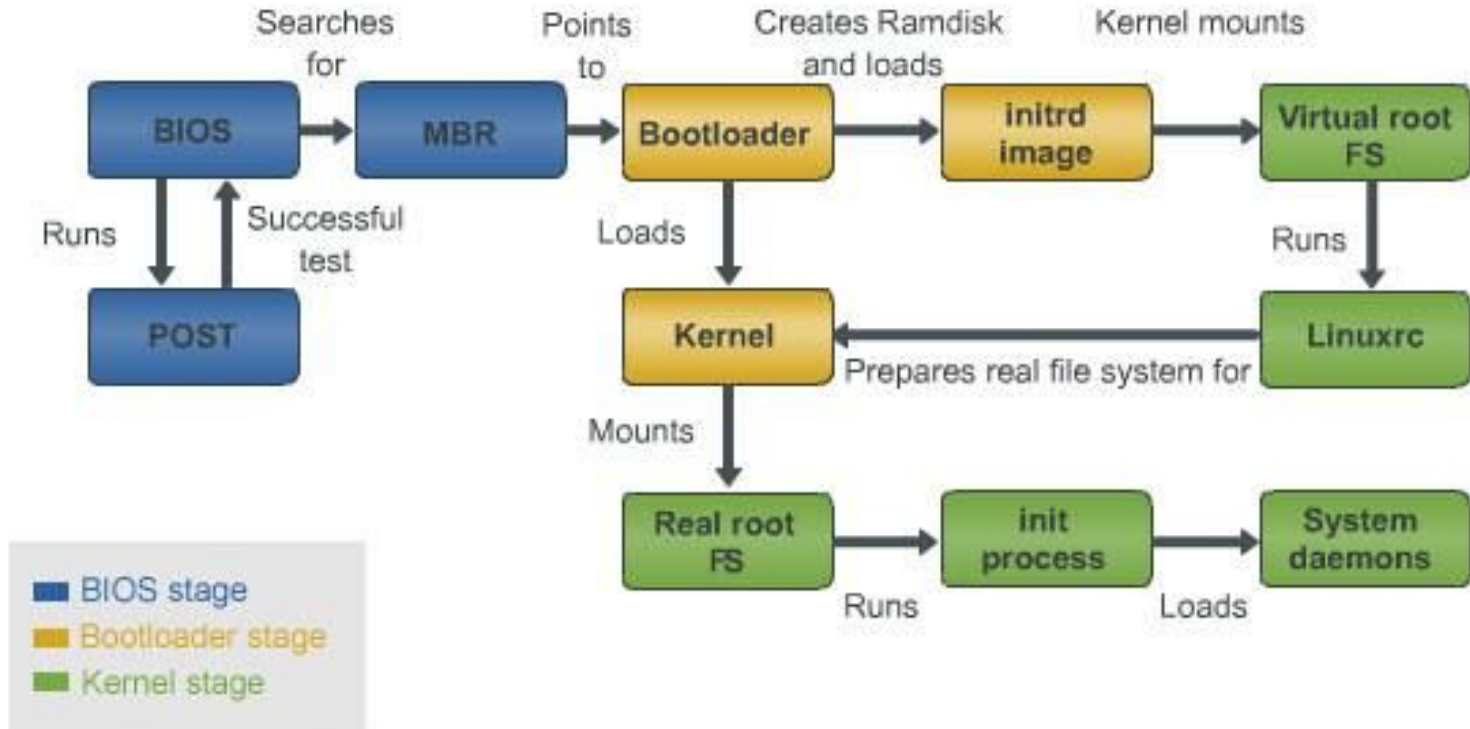 Searches
for
Points
to
Creates Ramdisk
and loads
Kernel mounts
BIOS
MBR
Bootloader
initrd
image
Virtual root
FS
Runs
Successful
test
Loads
Runs
POST
Kernel
Prepares real file system for
Linuxrc
Mounts
Real root
FS
init
process
System
daemons
Runs
Loads
BIOS stage
Bootloader stage
Kernel stage